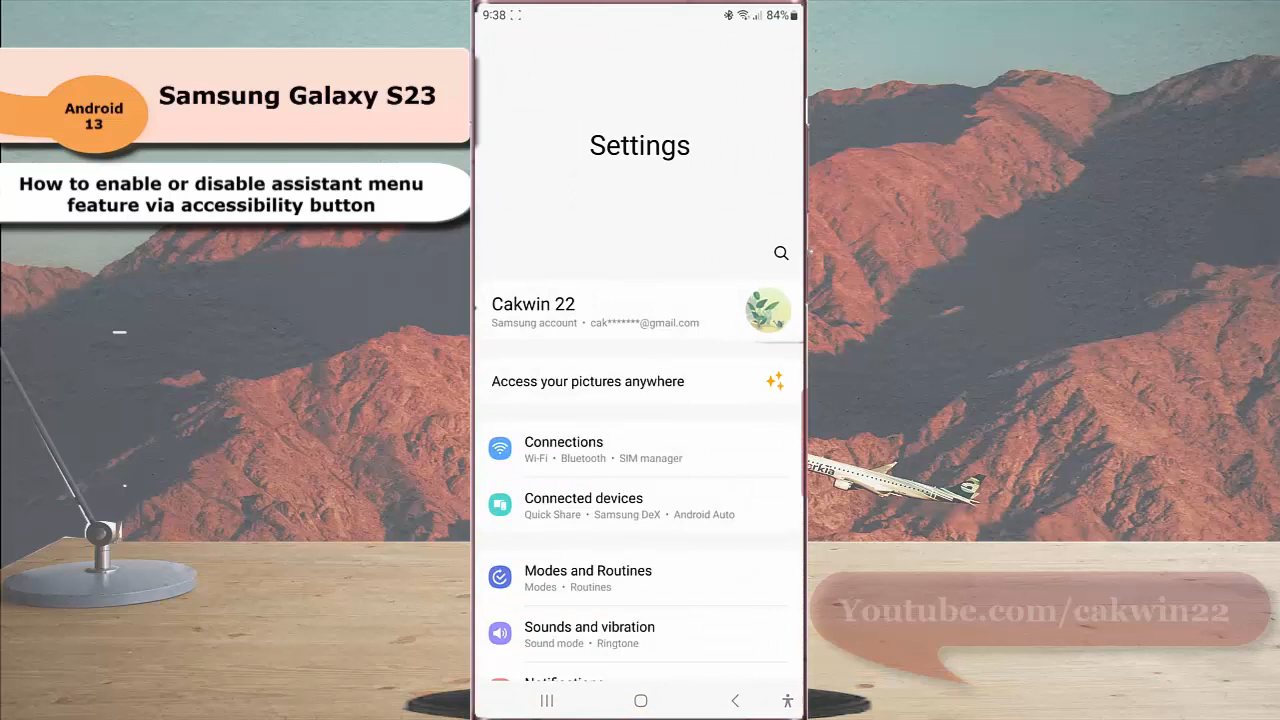 Samsung Galaxy S23
Android
13
How to enable or disable assistant menu
feature via accessibility button
9:38
84%
Settings
Cakwin 22
Samsung account • cak*******@gmail.com
Access your pictures anywhere
Connections
Wi-Fi • Bluetooth • SIM manager
Connected devices
Quick Share • Samsung DeX • Android Auto
Modes and Routines
Modes • Routines
Sounds and vibration
Sound mode • Ringtone
Youtube.com/cakwin22